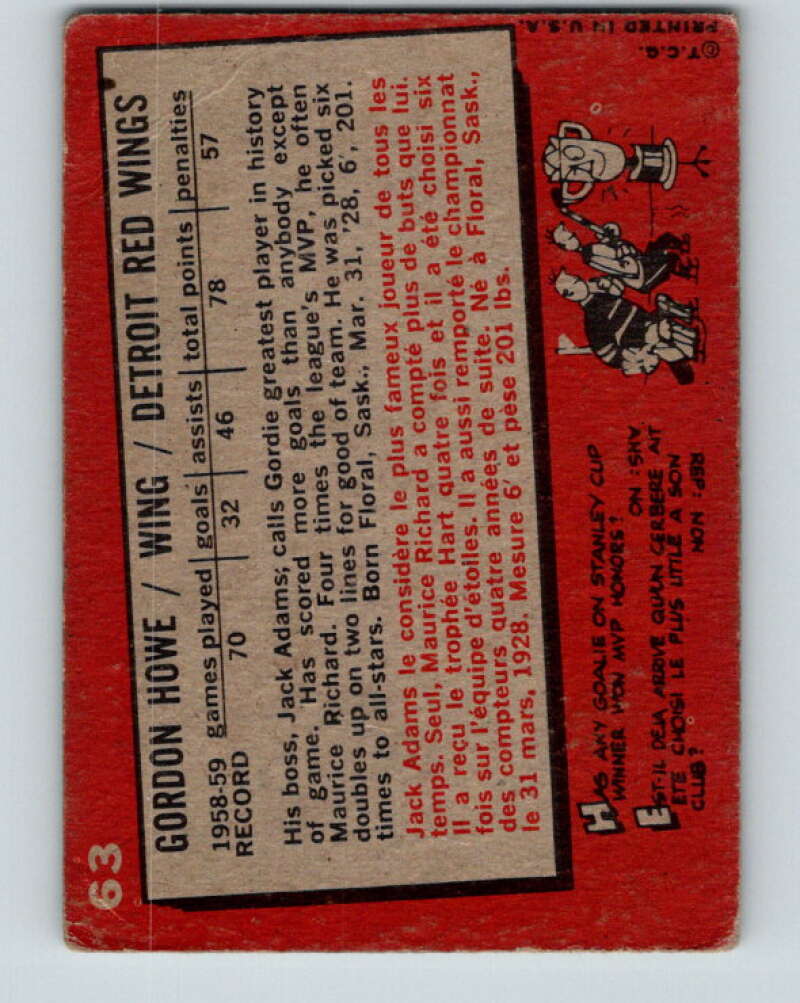 63
GORDON HOWE / WING / DETROIT RED WINGS
1958-59 games played goals assists total points penalties
RECORD 70 32 46 78 57
His boss, Jack Adams; calls Gordie greatest player in history
of game. Has scored more goals than anybody except
Maurice Richard. Four times the league's MVP, he often
doubles up on two lines for good of team. He was picked six
times to all-stars. Born Floral, Sask., Mar. 31, '28, 6', 201.
Jack Adams le considère le plus fameux joueur de tous les
temps. Seul, Maurice Richard a compté plus de buts que lui.
Il a reçu le trophée Hart quatre fois et il a été choisi six
fois sur l'équipe d'étoiles. Il a aussi remporté le championnat
des compteurs quatre années de suite. Né à Floral, Sask.,
le 31 mars, 1928. Mesure 6' et pèse 201 lbs.
HAS ANY GOALIE ON STANLEY CUP
WINNER WON MVP HONORS?
ANS: NO
EST-IL DEJA ARRIVE QU'UN CERBERE AIT
ETE CHOISI LE PLUS UTILE A SON
CLUB?
REP: NON
© T.C.G.
PRINTED IN U.S.A.